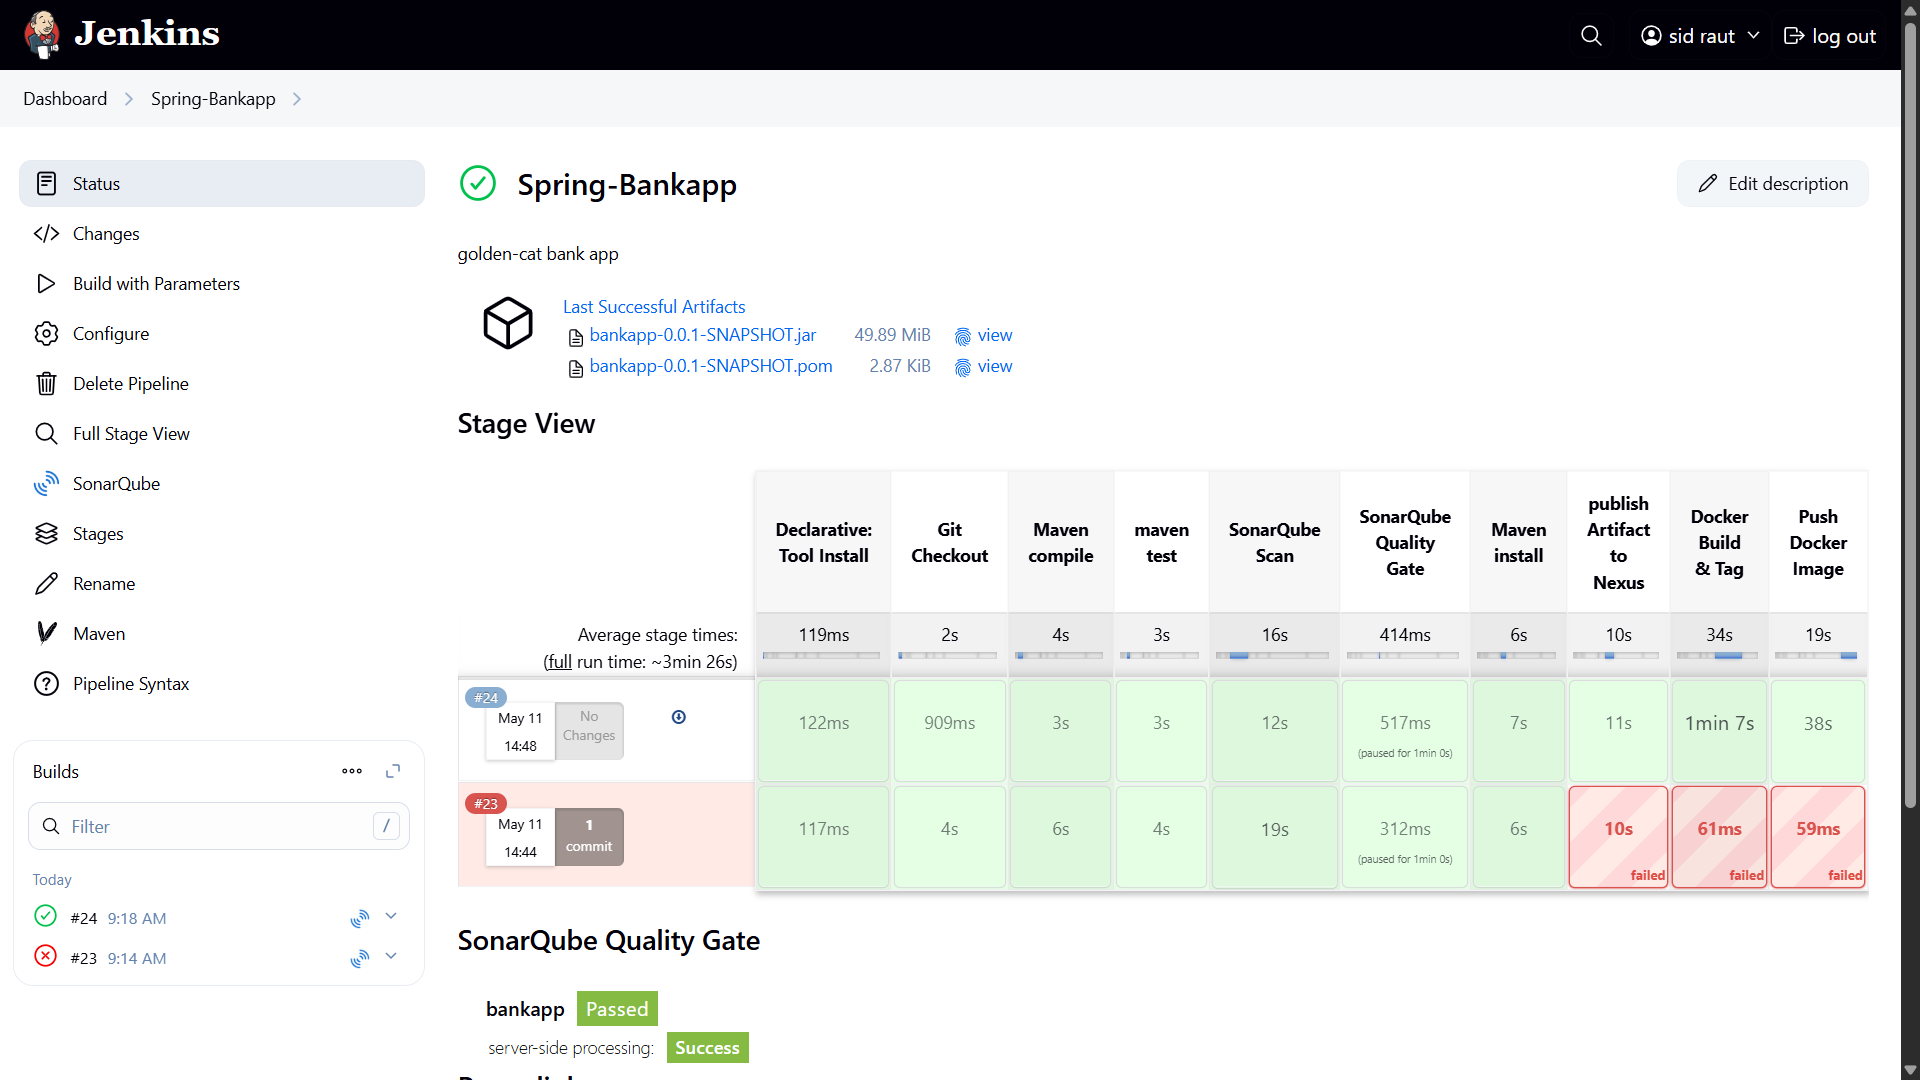 Jenkins
sid raut
log out
Dashboard
Spring-Bankapp
Status
Changes
Build with Parameters
Configure
Delete Pipeline
Full Stage View
SonarQube
Stages
Rename
Maven
Pipeline Syntax
Builds
Filter
/
Today
#24 9:18 AM
#23 9:14 AM
Spring-Bankapp
Edit description
golden-cat bank app
Last Successful Artifacts
bankapp-0.0.1-SNAPSHOT.jar 49.89 MiB view
bankapp-0.0.1-SNAPSHOT.pom 2.87 KiB view
Stage View
Declarative: Tool Install
Git Checkout
Maven compile
maven test
SonarQube Scan
SonarQube Quality Gate
Maven install
publish Artifact to Nexus
Docker Build & Tag
Push Docker Image
Average stage times:
(full run time: ~3min 26s)
119ms 2s 4s 3s 16s 414ms 6s 10s 34s 19s
#24
May 11
14:48
No Changes
122ms 909ms 3s 3s 12s 517ms 7s 11s 1min 7s 38s
(paused for 1min 0s)
#23
May 11
14:44
1 commit
117ms 4s 6s 4s 19s 312ms 6s 10s 61ms 59ms
(paused for 1min 0s)
failed failed failed
SonarQube Quality Gate
bankapp Passed
server-side processing: Success